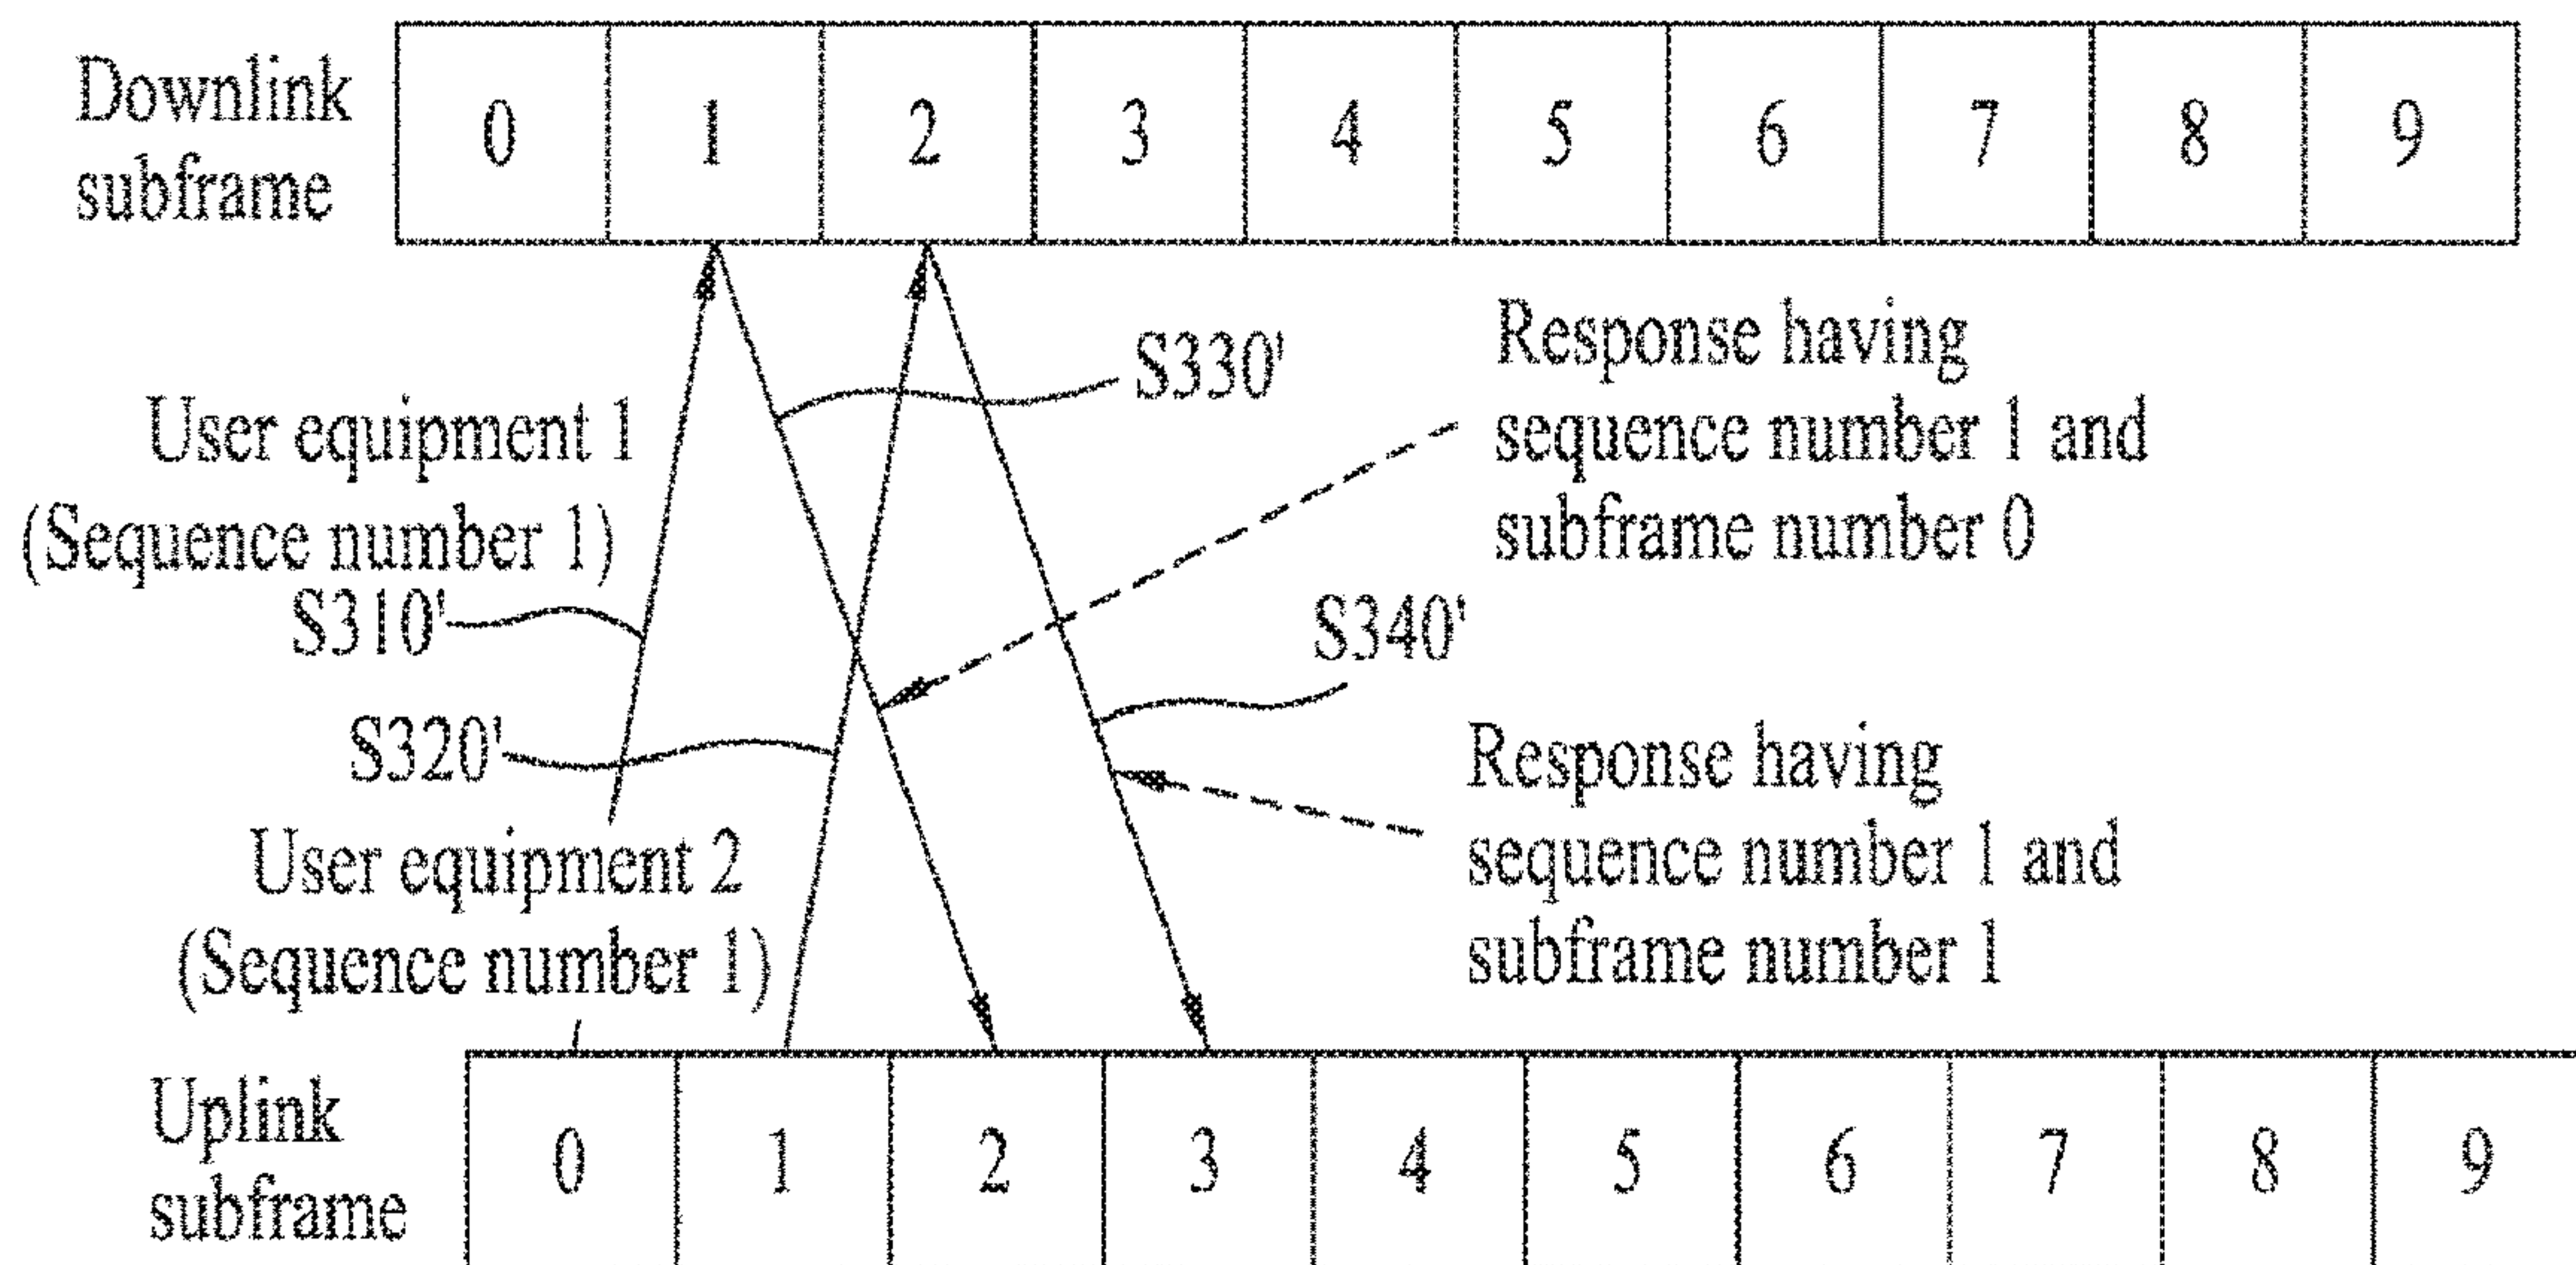 Downlink
subframe
0 1 2 3 4 5 6 7 8 9
S330'
Response having
sequence number 1 and
subframe number 0
User equipment 1
(Sequence number 1)
S310'
S340'
S320'
Response having
sequence number 1 and
subframe number 1
User equipment 2
(Sequence number 1)
Uplink
subframe
0 1 2 3 4 5 6 7 8 9